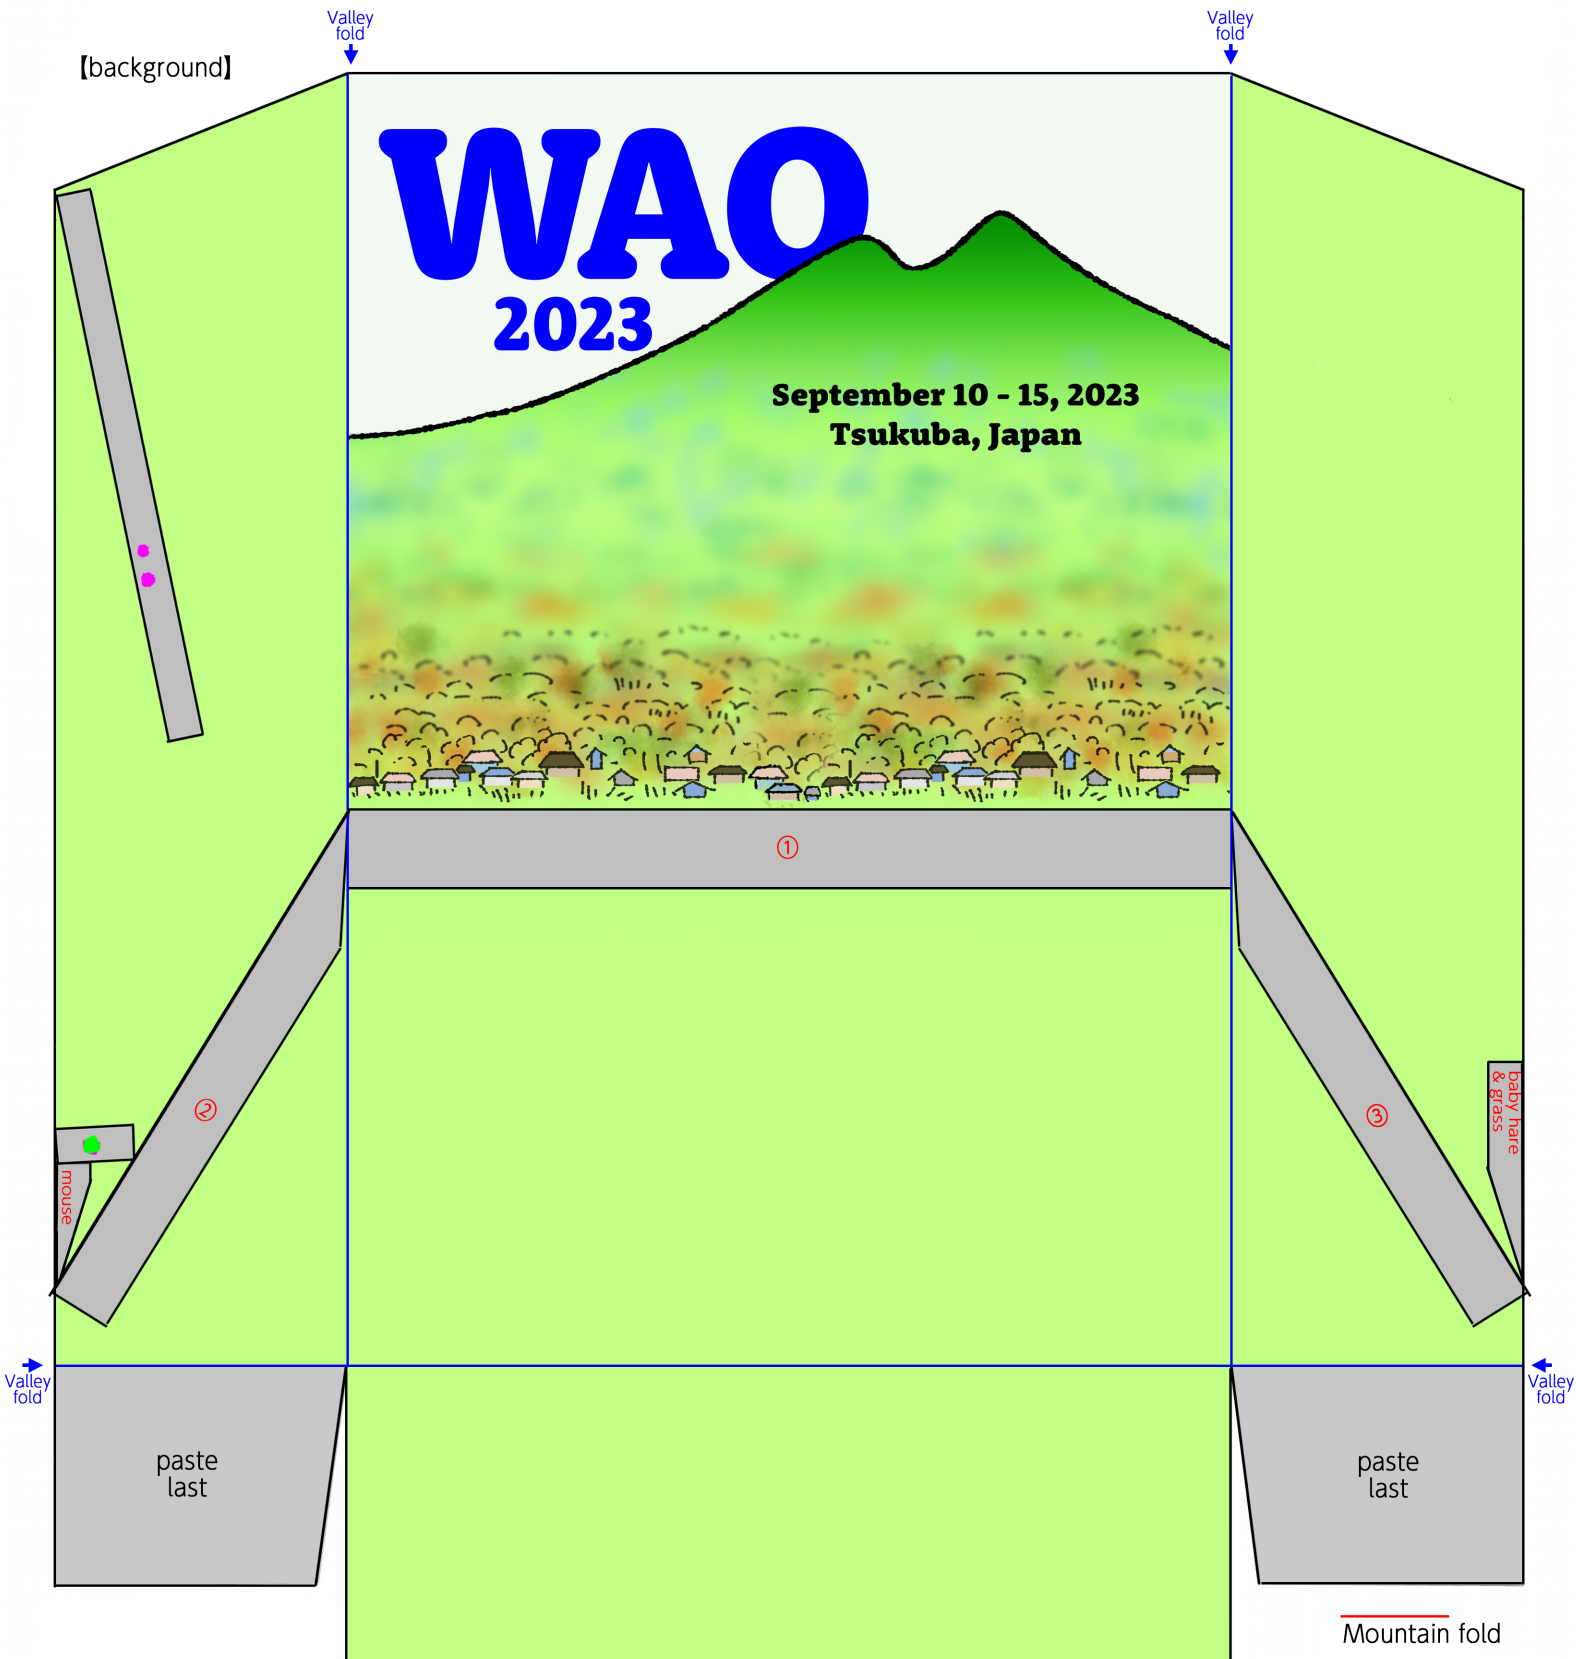 Valley
fold
Valley
fold
【background】
WAO
2023
September 10 - 15, 2023
Tsukuba, Japan
①
②
③
baby hare
& grass
mouse
Valley
fold
Valley
fold
paste
last
paste
last
Mountain fold